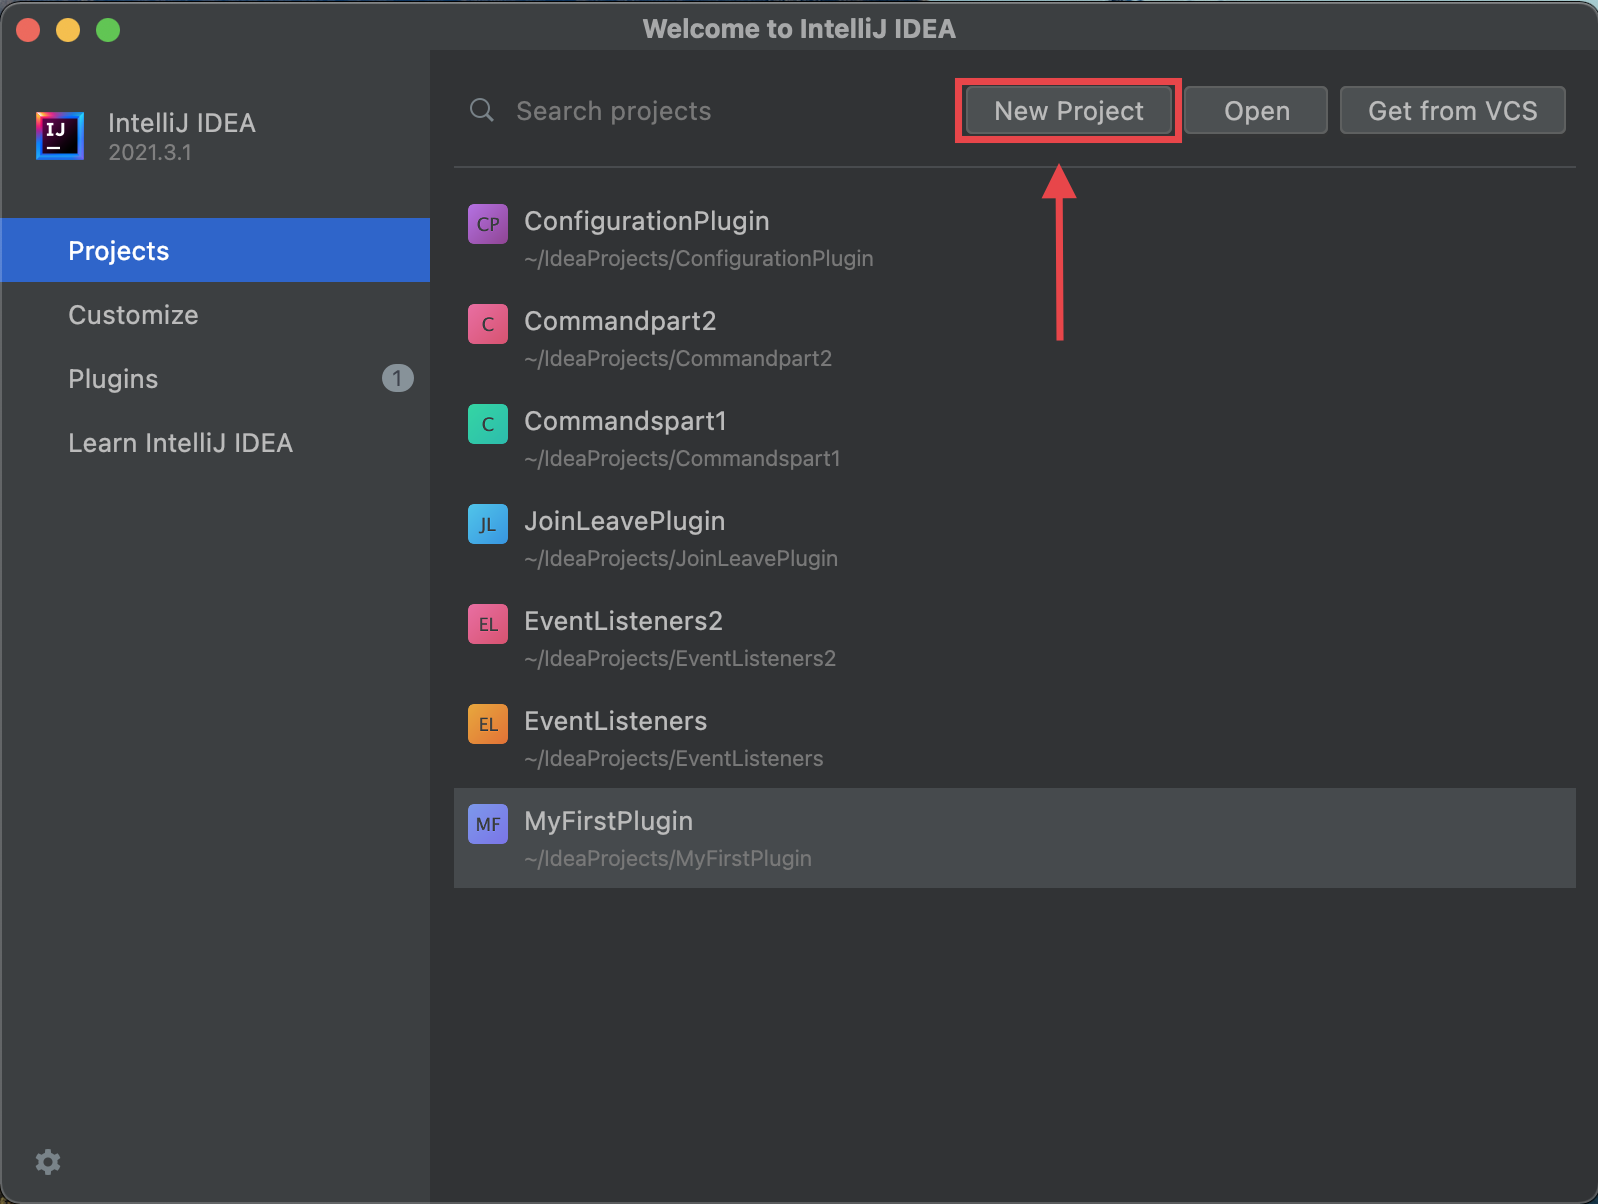 Welcome to IntelliJ IDEA
IJ
IntelliJ IDEA
2021.3.1
Search projects
New Project
Open
Get from VCS
Projects
Customize
Plugins
1
Learn IntelliJ IDEA
CP
ConfigurationPlugin
~/IdeaProjects/ConfigurationPlugin
C
Commandpart2
~/IdeaProjects/Commandpart2
C
Commandspart1
~/IdeaProjects/Commandspart1
JL
JoinLeavePlugin
~/IdeaProjects/JoinLeavePlugin
EL
EventListeners2
~/IdeaProjects/EventListeners2
EL
EventListeners
~/IdeaProjects/EventListeners
MF
MyFirstPlugin
~/IdeaProjects/MyFirstPlugin